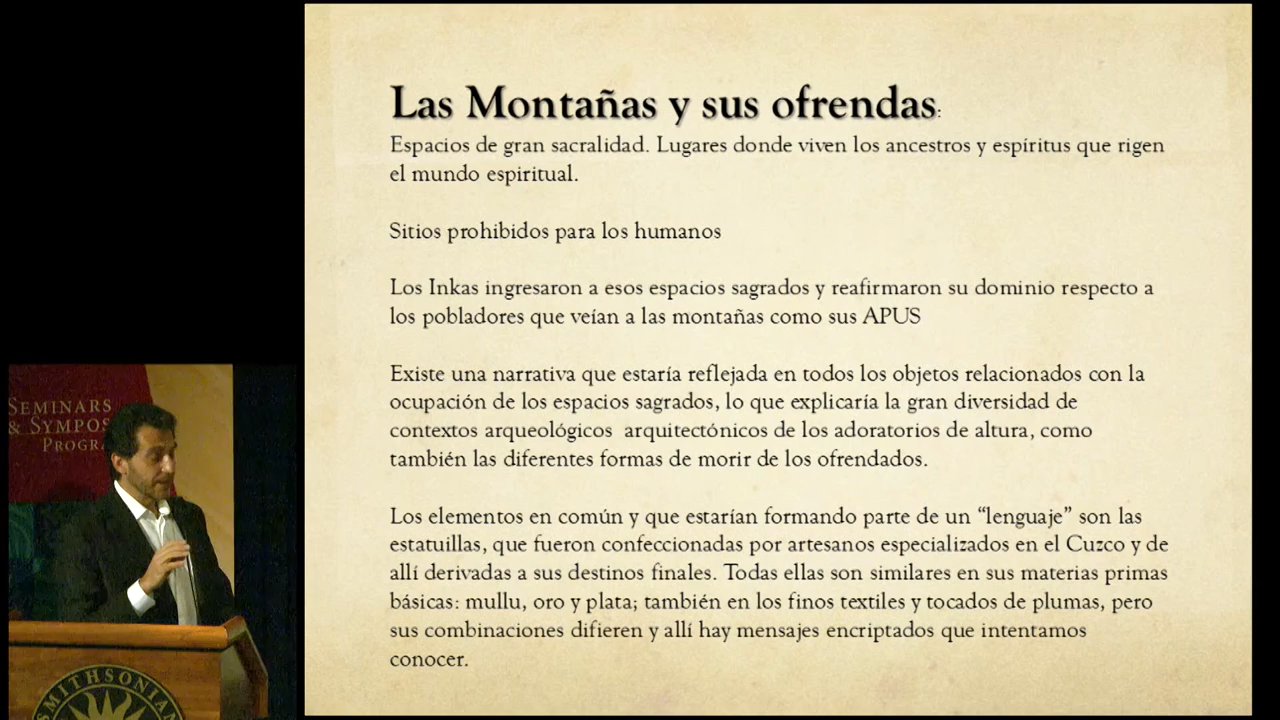 Las Montañas y sus ofrendas:
Espacios de gran sacralidad. Lugares donde viven los ancestros y espíritus que rigen
el mundo espiritual.
Sitios prohibidos para los humanos
Los Inkas ingresaron a esos espacios sagrados y reafirmaron su dominio respecto a
los pobladores que veían a las montañas como sus APUS
Existe una narrativa que estaría reflejada en todos los objetos relacionados con la
ocupación de los espacios sagrados, lo que explicaría la gran diversidad de
contextos arqueológicos arquitectónicos de los adoratorios de altura, como
también las diferentes formas de morir de los ofrendados.
Los elementos en común y que estarían formando parte de un “lenguaje” son las
estatuillas, que fueron confeccionadas por artesanos especializados en el Cuzco y de
allí derivadas a sus destinos finales. Todas ellas son similares en sus materias primas
básicas: mullu, oro y plata; también en los finos textiles y tocados de plumas, pero
sus combinaciones difieren y allí hay mensajes encriptados que intentamos
conocer.
SEMINARS
& SYMPOS
PROGRA
SMITHSONIAN